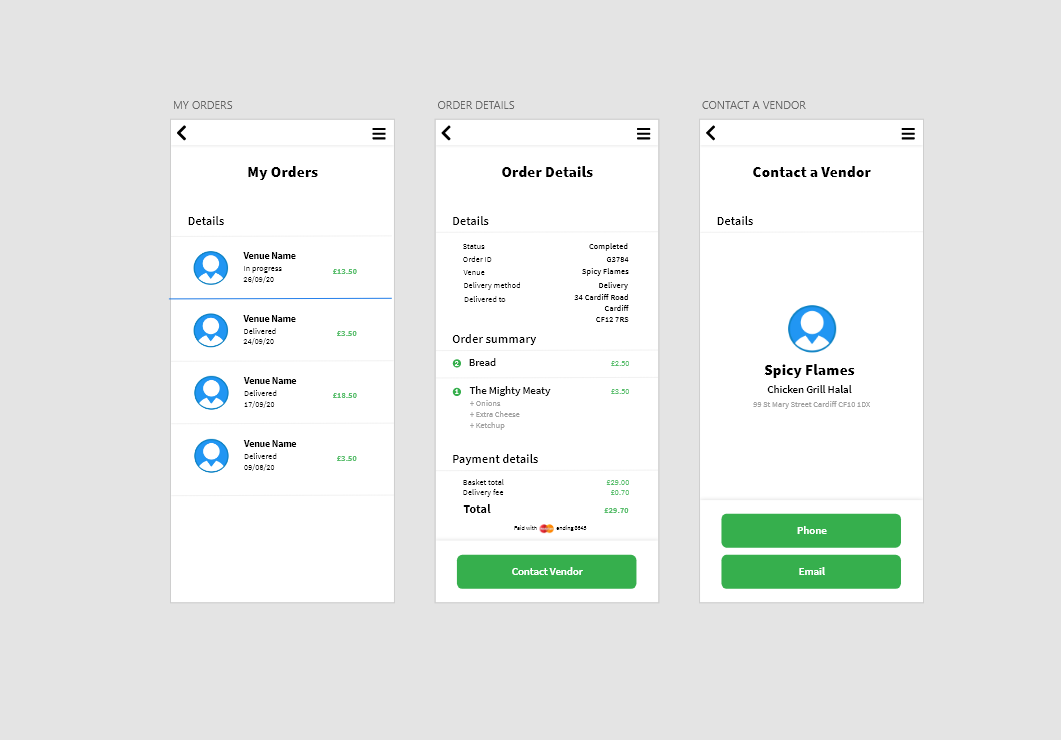 MY ORDERS
My Orders
Details
Venue Name
In progress
26/09/20
£13.50
Venue Name
Delivered
24/09/20
£3.50
Venue Name
Delivered
17/09/20
£18.50
Venue Name
Delivered
09/08/20
£3.50
ORDER DETAILS
Order Details
Details
Status Completed
Order ID G3784
Venue Spicy Flames
Delivery method Delivery
Delivered to 34 Cardiff Road
Cardiff
CF12 7RS
Order summary
2 Bread £2.50
1 The Mighty Meaty £3.50
+ Onions
+ Extra Cheese
+ Ketchup
Payment details
Basket total £29.00
Delivery fee £0.70
Total £29.70
Paid with ending 8645
Contact Vendor
CONTACT A VENDOR
Contact a Vendor
Details
Spicy Flames
Chicken Grill Halal
99 St Mary Street Cardiff CF10 1DX
Phone
Email